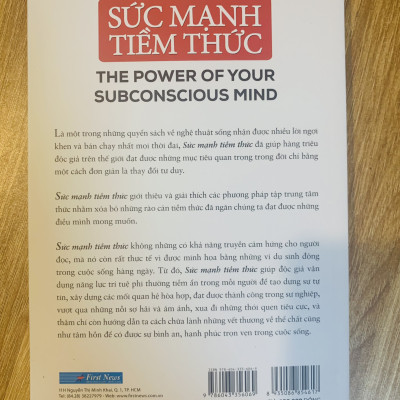 SỨC MẠNH
TIỀM THỨC
THE POWER OF YOUR
SUBCONSCIOUS MIND
Là một trong những quyển sách về nghệ thuật sống nhận được nhiều lời ngợi
khen và bán chạy nhất mọi thời đại, Sức mạnh tiềm thức đã giúp hàng triệu
độc giả trên thế giới đạt được những mục tiêu quan trọng trong đời chỉ bằng
một cách đơn giản là thay đổi tư duy.
Sức mạnh tiềm thức giới thiệu và giải thích các phương pháp tập trung tâm
thức nhằm xóa bỏ những rào cản tiềm thức đã ngăn chúng ta đạt được những
điều mình mong muốn.
Sức mạnh tiềm thức không những có khả năng truyền cảm hứng cho người
đọc, mà nó còn rất thực tế vì được minh họa bằng những ví dụ sinh động
trong cuộc sống hằng ngày. Từ đó, Sức mạnh tiềm thức giúp độc giả vận
dụng năng lực trí tuệ phi thường tiềm ẩn trong mỗi người để tạo dựng sự tự
tin, xây dựng các mối quan hệ hòa hợp, đạt được thành công trong sự nghiệp,
vượt qua những nỗi sợ hãi và ám ảnh, xua đi những thói quen tiêu cực, và
thậm chí còn hướng dẫn ta cách chữa lành những vết thương về thể chất cũng
như tâm hồn để có được sự bình an, hạnh phúc trọn vẹn trong cuộc sống.
First News
11H Nguyễn Thị Minh Khai, Q. 1, TP. HCM